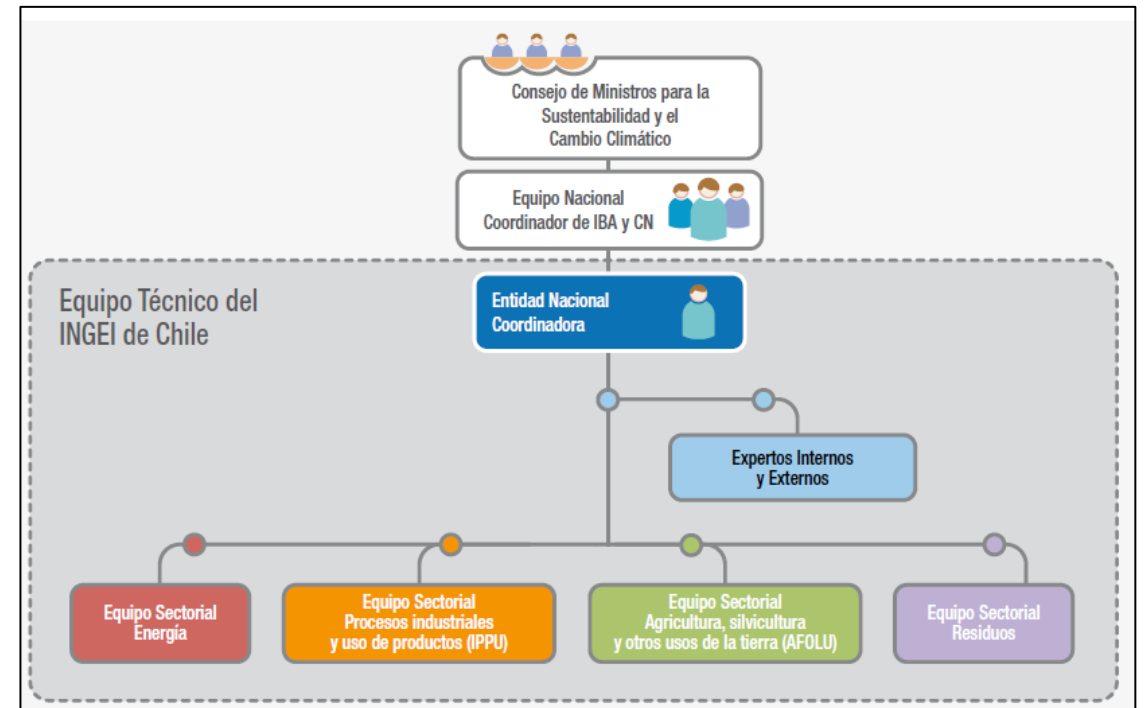 Consejo de Ministros para la
Sustentabilidad y el
Cambio Climático
Equipo Nacional
Coordinador de IBA y CN
Equipo Técnico del
INGEI de Chile
Entidad Nacional
Coordinadora
Expertos Internos
y Externos
Equipo Sectorial
Energía
Equipo Sectorial
Procesos industriales
y uso de productos (IPPU)
Equipo Sectorial
Agricultura, silvicultura
y otros usos de la tierra (AFOLU)
Equipo Sectorial
Residuos